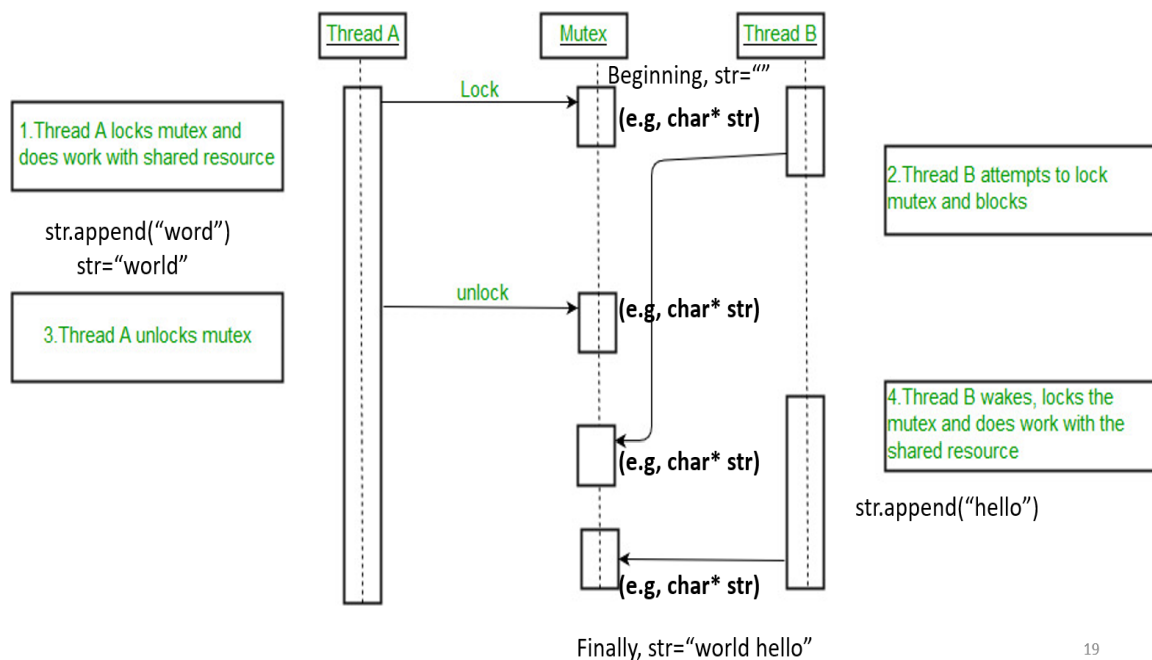 Thread A
Mutex
Thread B
Beginning, str=“”
Lock
(e.g, char* str)
1.Thread A locks mutex and
does work with shared resource
2.Thread B attempts to lock
mutex and blocks
str.append(“word”)
str=“world”
unlock
(e.g, char* str)
3.Thread A unlocks mutex
4.Thread B wakes, locks the
mutex and does work with the
shared resource
(e.g, char* str)
str.append(“hello”)
(e.g, char* str)
Finally, str=“world hello”
19